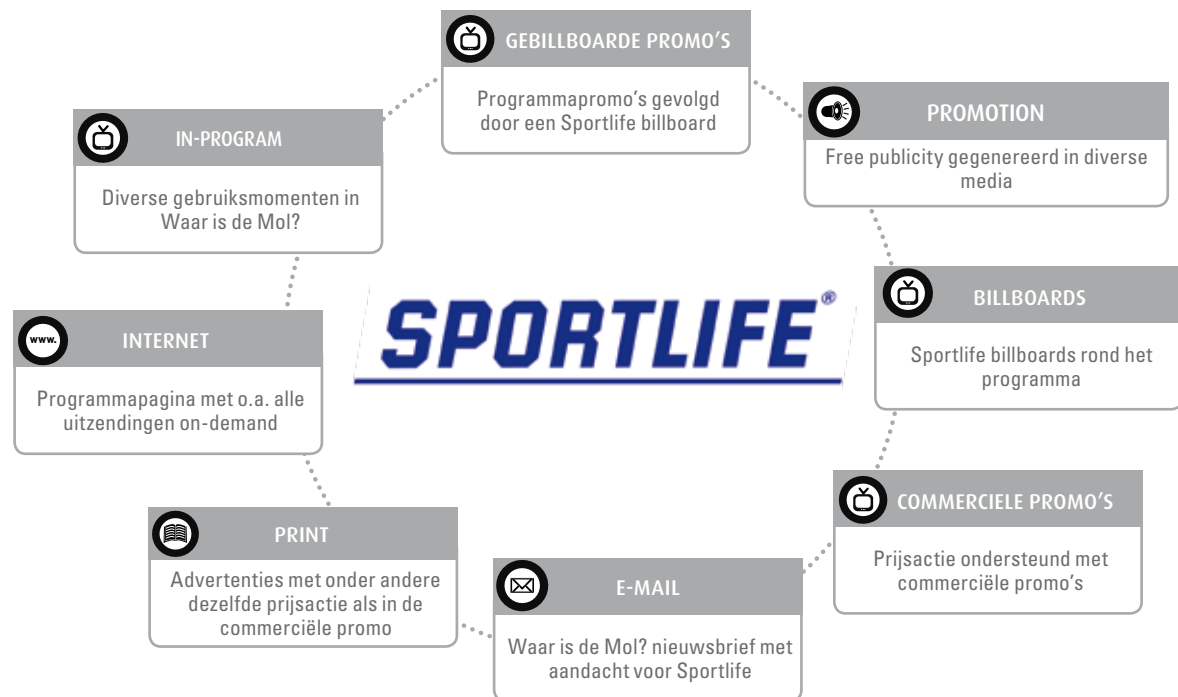 GEBILLBOARDE PROMO'S
Programmapromo's gevolgd
door een Sportlife billboard
PROMOTION
Free publicity gegenereerd in diverse
media
BILLBOARDS
Sportlife billboards rond het
programma
COMMERCIELE PROMO'S
Prijsactie ondersteund met
commerciële promo's
E-MAIL
Waar is de Mol? nieuwsbrief met
aandacht voor Sportlife
PRINT
Advertenties met onder andere
dezelfde prijsactie als in de
commerciële promo
www.
INTERNET
Programmapagina met o.a. alle
uitzendingen on-demand
IN-PROGRAM
Diverse gebruiksmomenten in
Waar is de Mol?
SPORTLIFE®